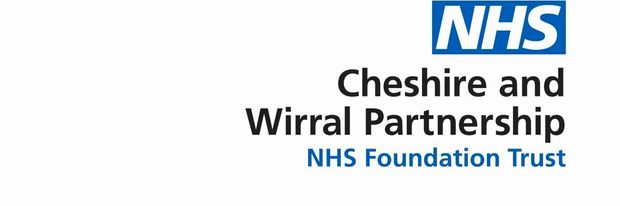 NHS
Cheshire and
Wirral Partnership
NHS Foundation Trust